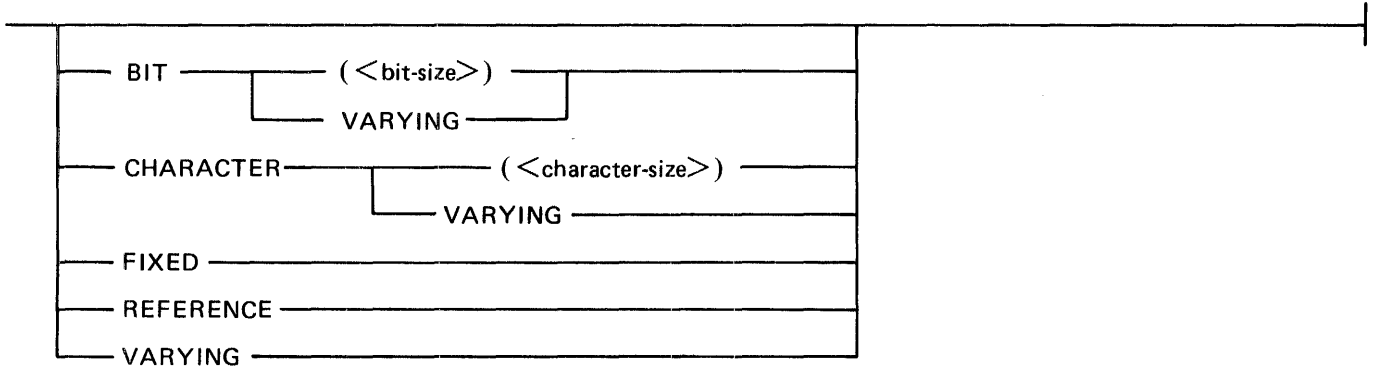 BIT (<bit-size>)
VARYING
CHARACTER (<character-size>)
VARYING
FIXED
REFERENCE
VARYING